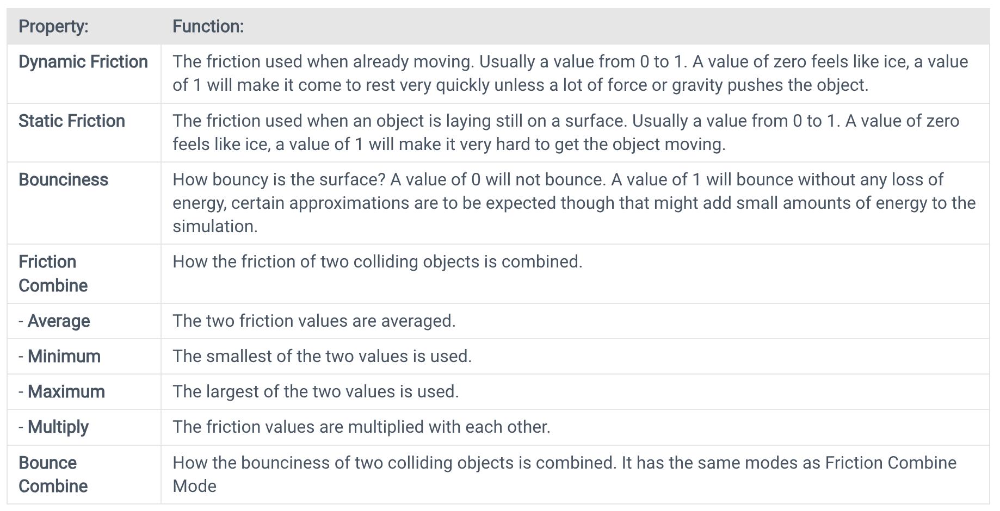 Property: Function:
Dynamic Friction The friction used when already moving. Usually a value from 0 to 1. A value of zero feels like ice, a value
of 1 will make it come to rest very quickly unless a lot of force or gravity pushes the object.
Static Friction The friction used when an object is laying still on a surface. Usually a value from 0 to 1. A value of zero
feels like ice, a value of 1 will make it very hard to get the object moving.
Bounciness How bouncy is the surface? A value of 0 will not bounce. A value of 1 will bounce without any loss of
energy, certain approximations are to be expected though that might add small amounts of energy to the
simulation.
Friction How the friction of two colliding objects is combined.
Combine
- Average The two friction values are averaged.
- Minimum The smallest of the two values is used.
- Maximum The largest of the two values is used.
- Multiply The friction values are multiplied with each other.
Bounce How the bounciness of two colliding objects is combined. It has the same modes as Friction Combine
Combine Mode